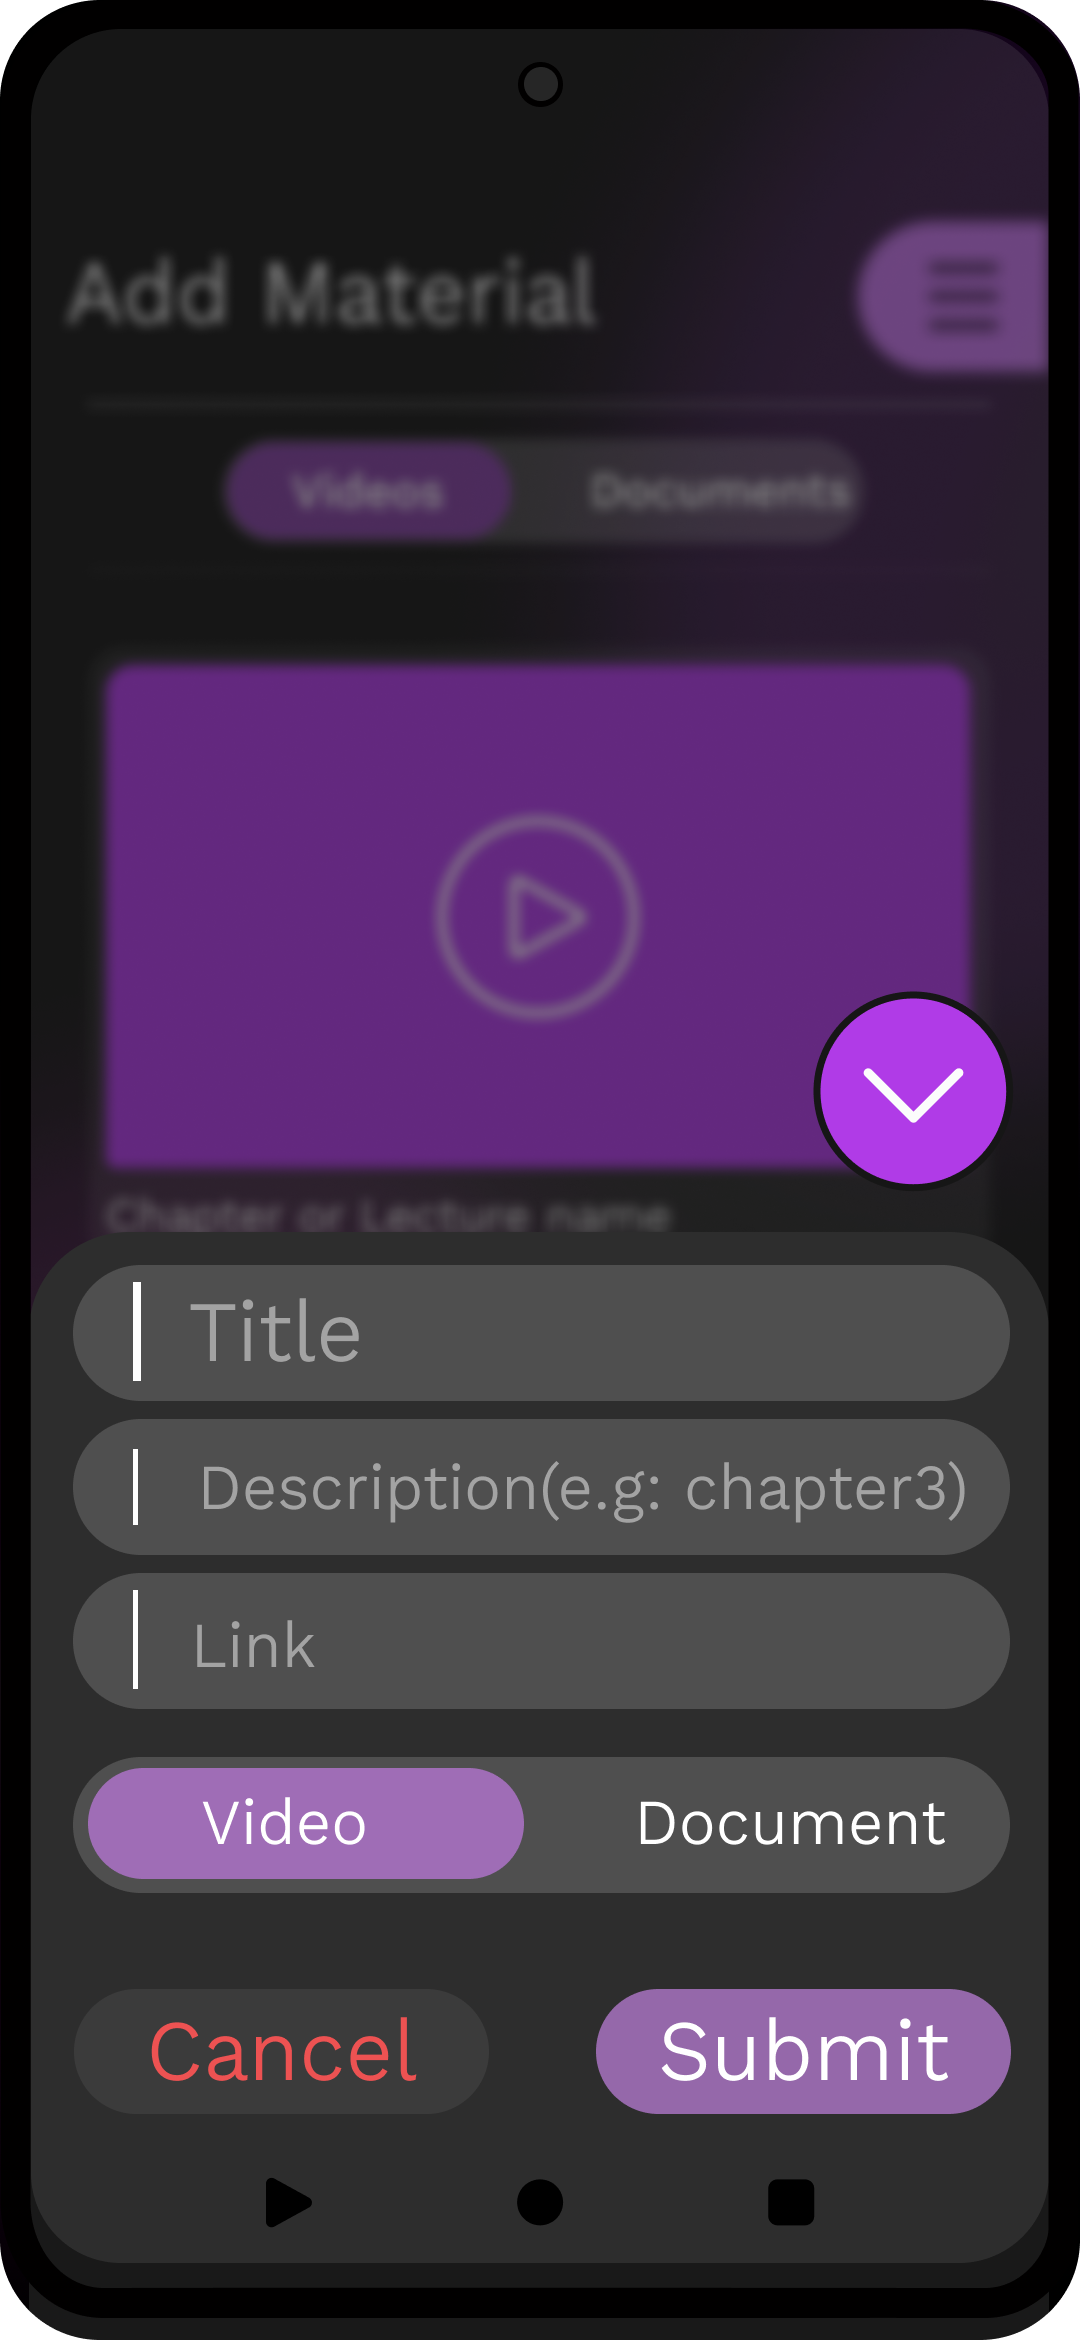 Add Material
Videos Documents
Chapter or Lecture name
Title
Description(e.g: chapter3)
Link
Video Document
Cancel Submit